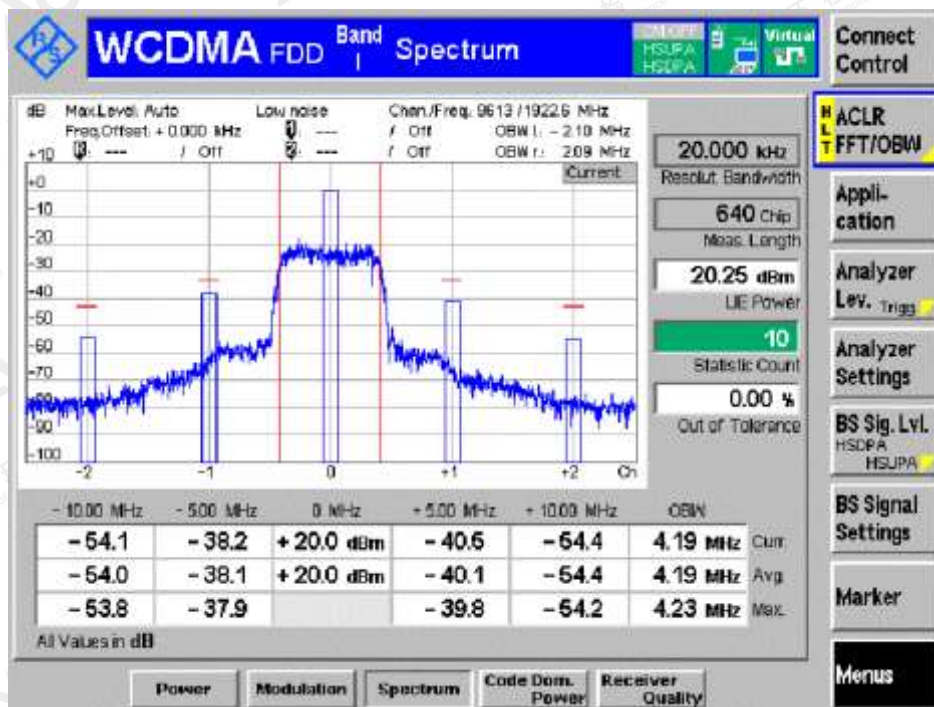 WCDMA FDD Band I Spectrum
HSUPA
HSDPA
Virtual
Connect Control
dB Max.Level: Auto Low noise Chan./Freq.: 9613 / 1922.6 MHz
Freq.Offset: + 0.000 kHz 1: --- / Off OBW l.: - 2.10 MHz
R: --- / Off 2: --- / Off OBW r.: 2.09 MHz
Current
+10
+0
-10
-20
-30
-40
-50
-60
-70
-80
-90
-100
-2 -1 0 +1 +2 Ch
20.000 kHz
Resolut. Bandwidth
640 Chip
Meas. Length
20.25 dBm
UE Power
10
Statistic Count
0.00 %
Out of Tolerance
- 10.00 MHz - 5.00 MHz 0 MHz + 5.00 MHz + 10.00 MHz OBW
- 54.1 - 38.2 + 20.0 dBm - 40.5 - 54.4 4.19 MHz Curr.
- 54.0 - 38.1 + 20.0 dBm - 40.1 - 54.4 4.19 MHz Avg.
- 53.8 - 37.9 - 39.8 - 54.2 4.23 MHz Max.
All Values in dB
HLT
ACLR
FFT/OBW
Appli-
cation
Analyzer
Lev. Trigg.
Analyzer
Settings
BS Sig. Lvl.
HSDPA
HSUPA
BS Signal
Settings
Marker
Menus
Power
Modulation
Spectrum
Code Dom.
Power
Receiver
Quality